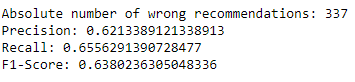 Absolute number of wrong recommendations: 337
Precision: 0.6213389121338913
Recall: 0.6556291390728477
F1-Score: 0.6380236305048336